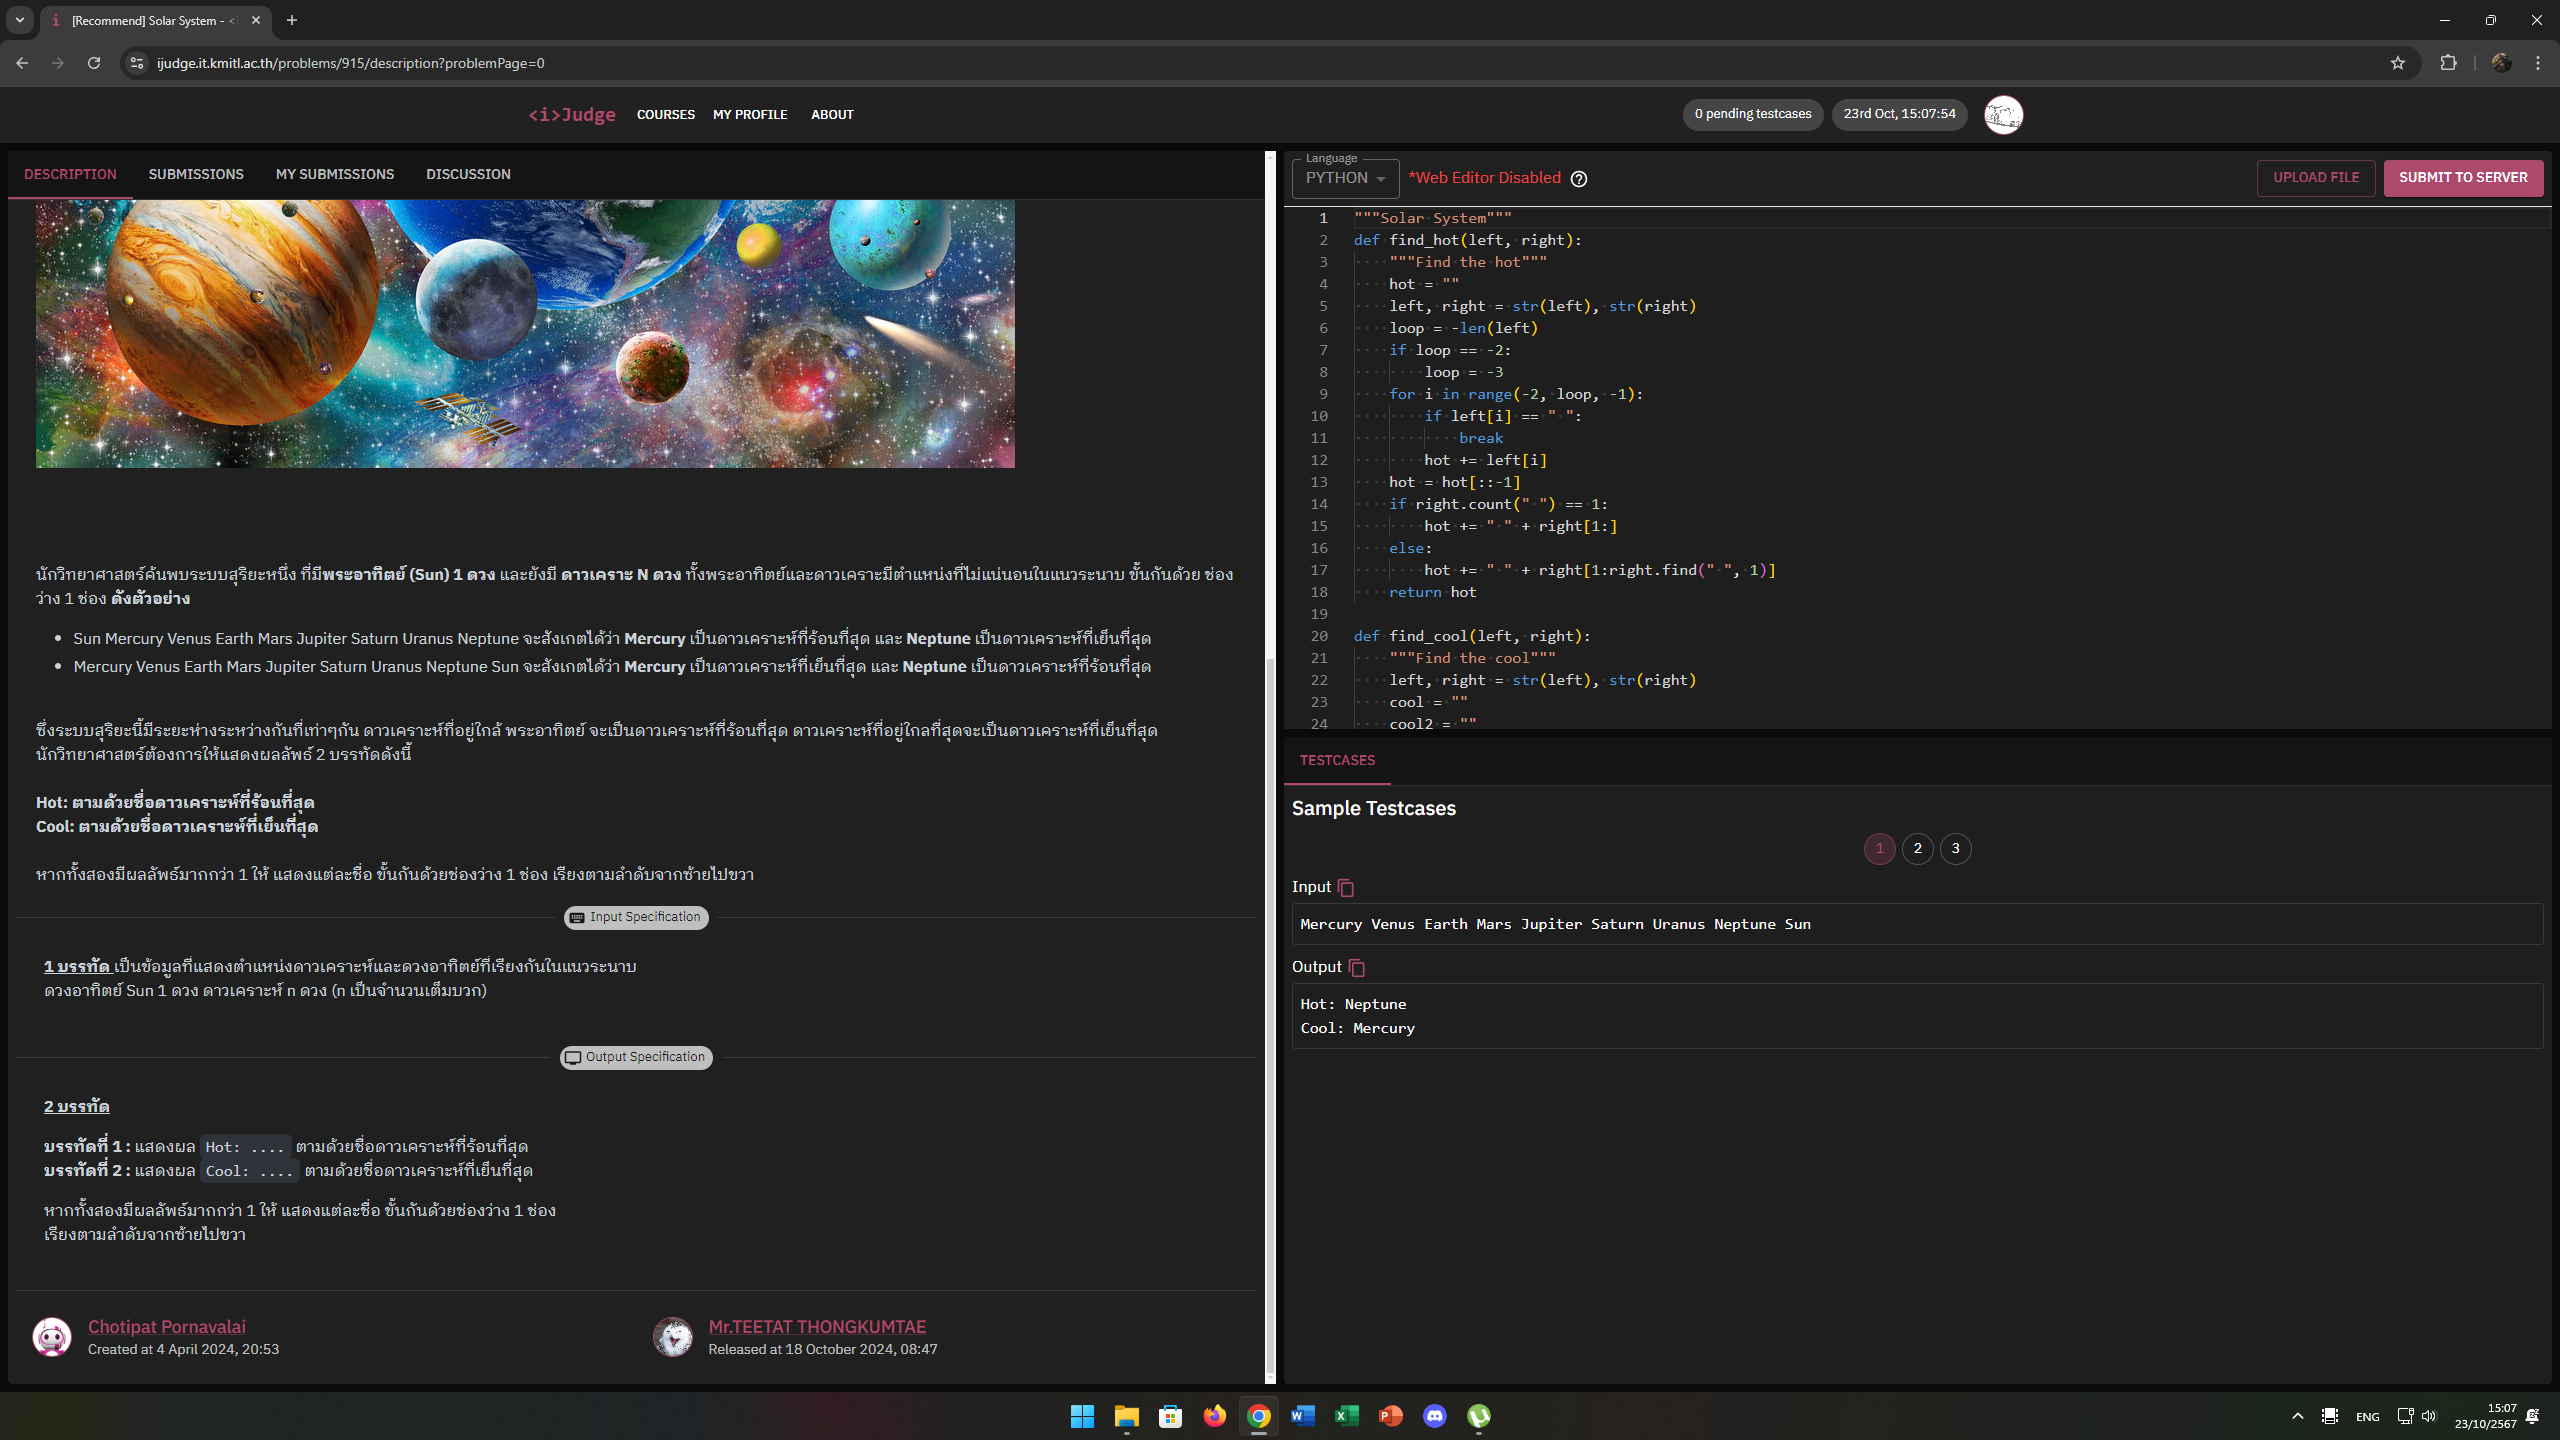 [Recommend] Solar System - <i
ijudge.it.kmitl.ac.th/problems/915/description?problemPage=0
<i>Judge COURSES MY PROFILE ABOUT
0 pending testcases 23rd Oct, 15:07:54
DESCRIPTION SUBMISSIONS MY SUBMISSIONS DISCUSSION
นักวิทยาศาสตร์ค้นพบระบบสุริยะหนึ่ง ที่มีพระอาทิตย์ (Sun) 1 ดวง และยังมี ดาวเคราะห์ N ดวง ทั้งพระอาทิตย์และดาวเคราะห์มีตำแหน่งที่ไม่แน่นอนในแนวระนาบ ขั้นกันด้วย ช่อง
ว่าง 1 ช่อง ดังตัวอย่าง
• Sun Mercury Venus Earth Mars Jupiter Saturn Uranus Neptune จะสังเกตได้ว่า Mercury เป็นดาวเคราะห์ที่ร้อนที่สุด และ Neptune เป็นดาวเคราะห์ที่เย็นที่สุด
• Mercury Venus Earth Mars Jupiter Saturn Uranus Neptune Sun จะสังเกตได้ว่า Mercury เป็นดาวเคราะห์ที่เย็นที่สุด และ Neptune เป็นดาวเคราะห์ที่ร้อนที่สุด
ซึ่งระบบสุริยะนี้มีระยะห่างระหว่างกันที่เท่าๆกัน ดาวเคราะห์ที่อยู่ใกล้ พระอาทิตย์ จะเป็นดาวเคราะห์ที่ร้อนที่สุด ดาวเคราะห์ที่อยู่ไกลที่สุดจะเป็นดาวเคราะห์ที่เย็นที่สุด
นักวิทยาศาสตร์ต้องการให้แสดงผลลัพธ์ 2 บรรทัดดังนี้
Hot: ตามด้วยชื่อดาวเคราะห์ที่ร้อนที่สุด
Cool: ตามด้วยชื่อดาวเคราะห์ที่เย็นที่สุด
หากทั้งสองมีผลลัพธ์มากกว่า 1 ให้ แสดงแต่ละชื่อ ขั้นกันด้วยช่องว่าง 1 ช่อง เรียงตามลำดับจากซ้ายไปขวา
Input Specification
1 บรรทัด เป็นข้อมูลที่แสดงตำแหน่งดาวเคราะห์และดวงอาทิตย์ที่เรียงกันในแนวระนาบ
ดวงอาทิตย์ Sun 1 ดวง ดาวเคราะห์ n ดวง (n เป็นจำนวนเต็มบวก)
Output Specification
2 บรรทัด
บรรทัดที่ 1 : แสดงผล Hot: .... ตามด้วยชื่อดาวเคราะห์ที่ร้อนที่สุด
บรรทัดที่ 2 : แสดงผล Cool: .... ตามด้วยชื่อดาวเคราะห์ที่เย็นที่สุด
หากทั้งสองมีผลลัพธ์มากกว่า 1 ให้ แสดงแต่ละชื่อ ขั้นกันด้วยช่องว่าง 1 ช่อง
เรียงตามลำดับจากซ้ายไปขวา
Chotipat Pornavalai
Created at 4 April 2024, 20:53
Mr.TEETAT THONGKUMTAE
Released at 18 October 2024, 08:47
Language
PYTHON *Web Editor Disabled UPLOAD FILE SUBMIT TO SERVER
1 """Solar System"""
2 def find_hot(left, right):
3     """Find the hot"""
4     hot = ""
5     left, right = str(left), str(right)
6     loop = -len(left)
7     if loop == -2:
8         loop = -3
9     for i in range(-2, loop, -1):
10         if left[i] == " ":
11             break
12         hot += left[i]
13     hot = hot[::-1]
14     if right.count(" ") == 1:
15         hot += " " + right[1:]
16     else:
17         hot += " " + right[1:right.find(" ", 1)]
18     return hot
19
20 def find_cool(left, right):
21     """Find the cool"""
22     left, right = str(left), str(right)
23     cool = ""
24     cool2 = ""
TESTCASES
Sample Testcases
1 2 3
Input
Mercury Venus Earth Mars Jupiter Saturn Uranus Neptune Sun
Output
Hot: Neptune
Cool: Mercury
ENG 15:07
23/10/2567